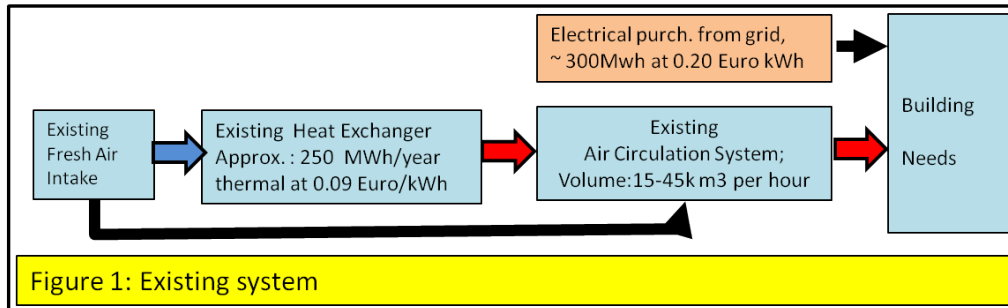 Electrical purch. from grid,
~ 300Mwh at 0.20 Euro kWh
Existing
Fresh Air
Intake
Existing Heat Exchanger
Approx. : 250 MWh/year
thermal at 0.09 Euro/kWh
Existing
Air Circulation System;
Volume:15-45k m3 per hour
Building
Needs
Figure 1: Existing system